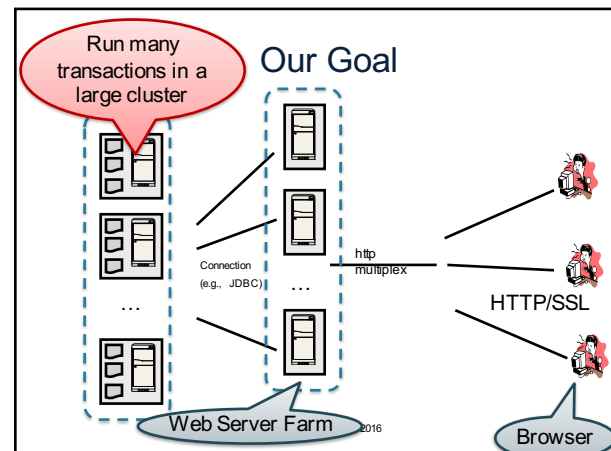 Run many
transactions in a
large cluster
Our Goal
Connection
(e.g., JDBC)
http
multiplex
...
...
HTTP/SSL
Web Server Farm
2016
Browser